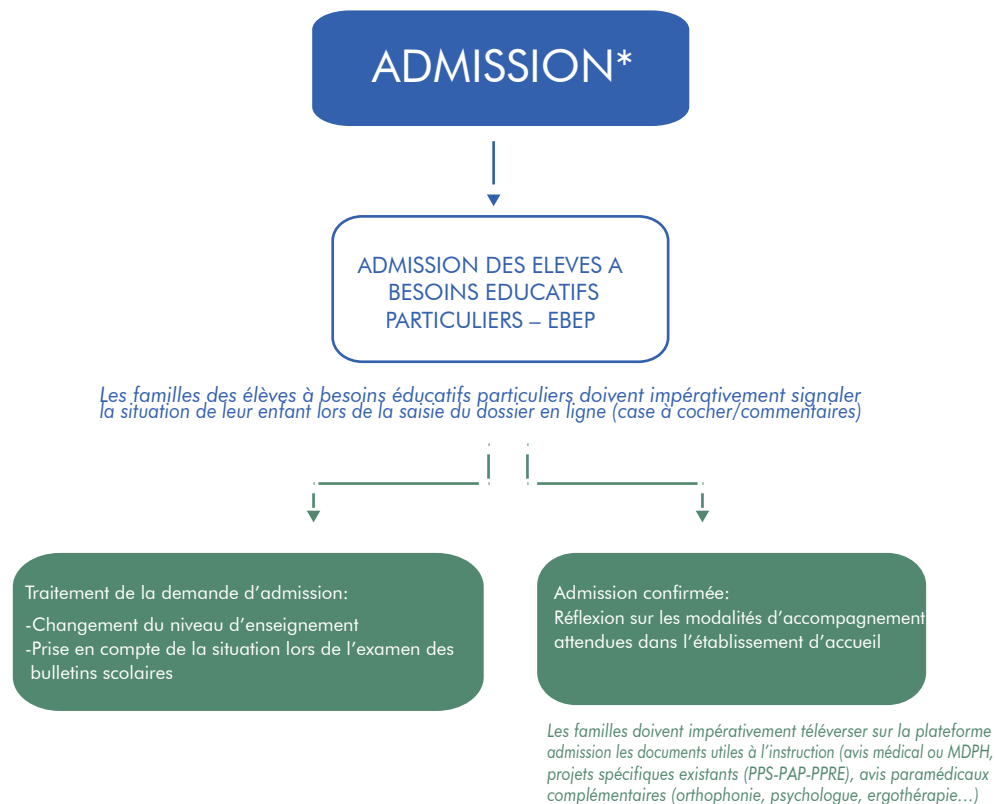 ADMISSION*
ADMISSION DES ELEVES A
BESOINS EDUCATIFS
PARTICULIERS – EBEP
Les familles des élèves à besoins éducatifs particuliers doivent impérativement signaler
la situation de leur enfant lors de la saisie du dossier en ligne (case à cocher/commentaires)
Traitement de la demande d’admission:
-Changement du niveau d’enseignement
-Prise en compte de la situation lors de l’examen des
bulletins scolaires
Admission confirmée:
Réflexion sur les modalités d’accompagnement
attendues dans l’établissement d’accueil
Les familles doivent impérativement téléverser sur la plateforme
admission les documents utiles à l’instruction (avis médical ou MDPH,
projets spécifiques existants (PPS-PAP-PPRE), avis paramédicaux
complémentaires (orthophonie, psychologue, ergothérapie…)